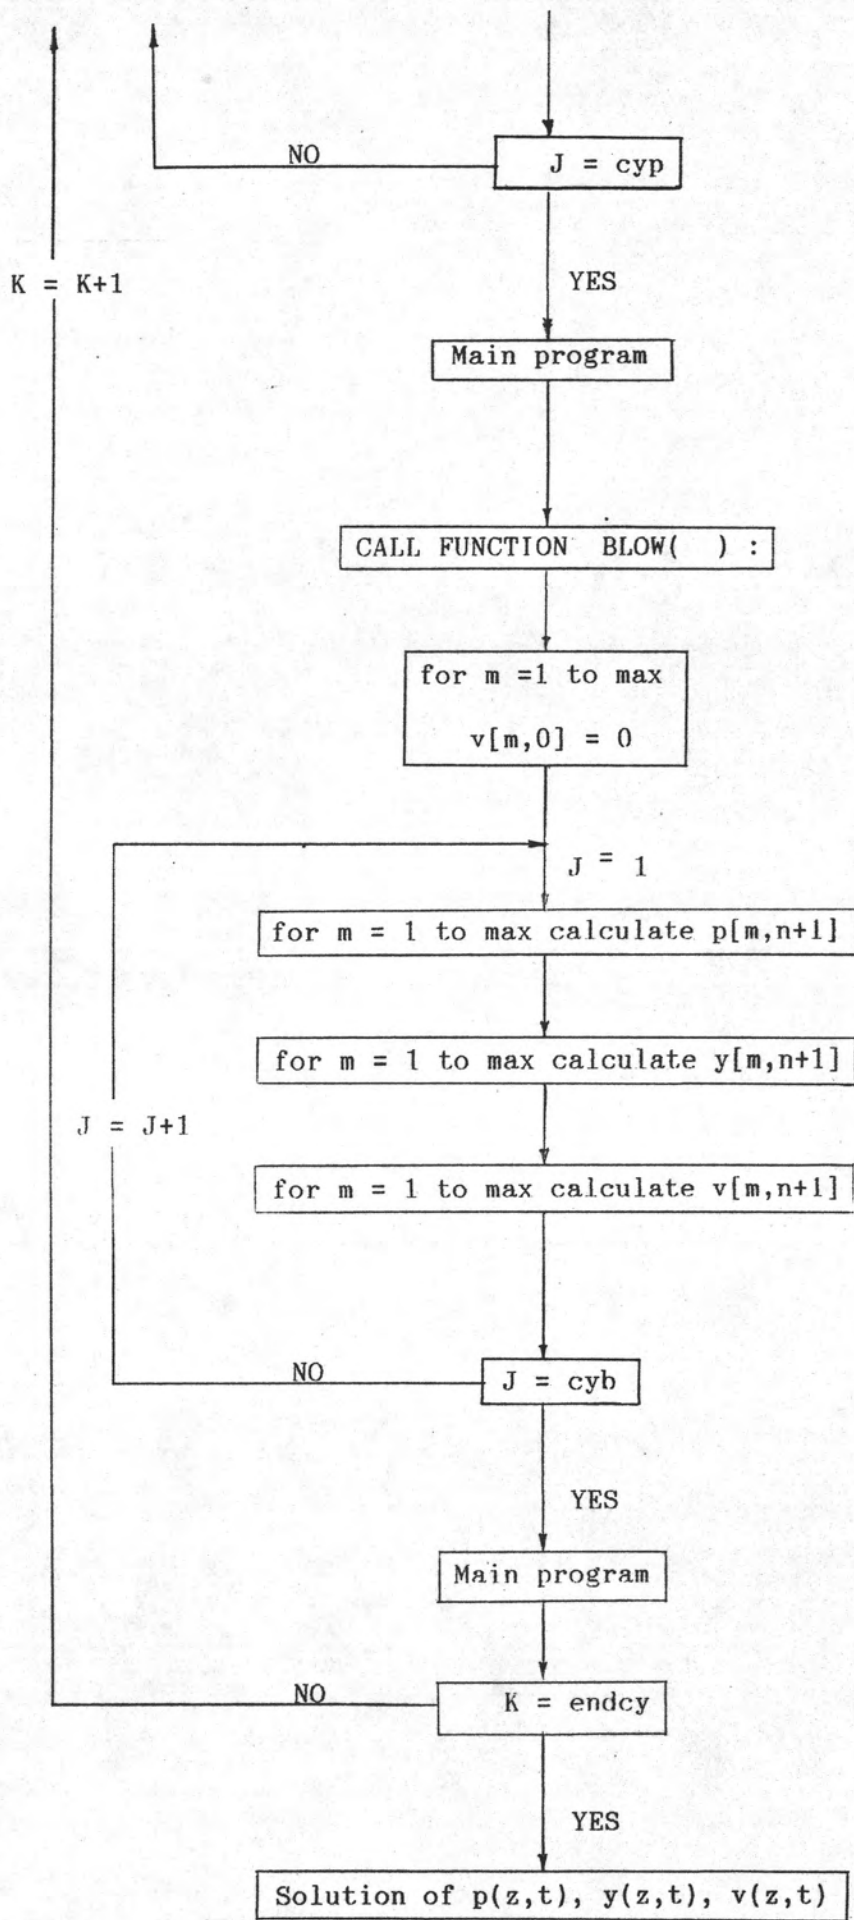 NO
J = cyp
K = K+1
YES
Main program
CALL FUNCTION BLOW( ) :
for m =1 to max
v[m,0] = 0
J = 1
for m = 1 to max calculate p[m,n+1]
for m = 1 to max calculate y[m,n+1]
J = J+1
for m = 1 to max calculate v[m,n+1]
NO
J = cyb
YES
Main program
NO
K = endcy
YES
Solution of p(z,t), y(z,t), v(z,t)